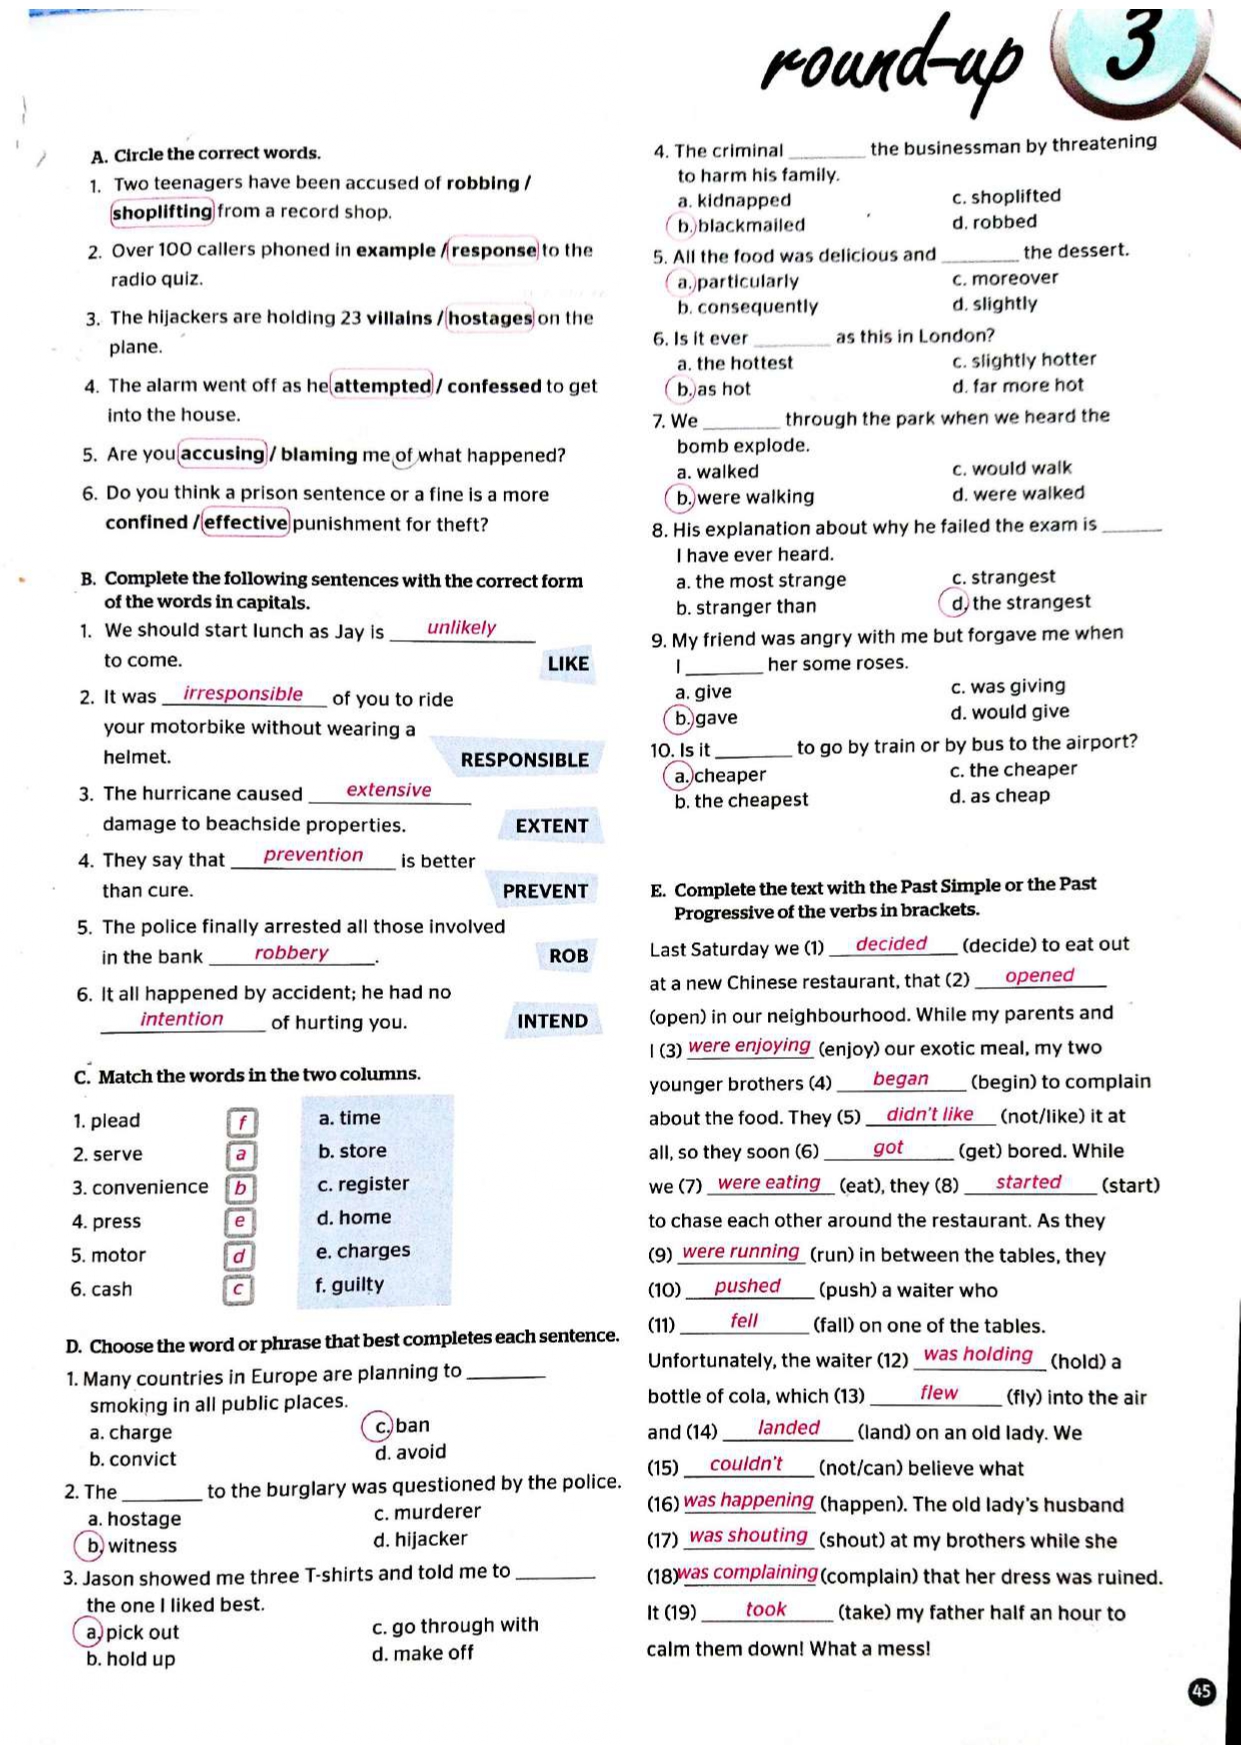 round-up 3
A. Circle the correct words.
1. Two teenagers have been accused of robbing /
shoplifting from a record shop.
2. Over 100 callers phoned in example / response to the
radio quiz.
3. The hijackers are holding 23 villains / hostages on the
plane.
4. The alarm went off as he attempted / confessed to get
into the house.
5. Are you accusing / blaming me of what happened?
6. Do you think a prison sentence or a fine is a more
confined / effective punishment for theft?
B. Complete the following sentences with the correct form
of the words in capitals.
1. We should start lunch as Jay is unlikely
to come. LIKE
2. It was irresponsible of you to ride
your motorbike without wearing a
helmet. RESPONSIBLE
3. The hurricane caused extensive
damage to beachside properties. EXTENT
4. They say that prevention is better
than cure. PREVENT
5. The police finally arrested all those involved
in the bank robbery. ROB
6. It all happened by accident; he had no
intention of hurting you. INTEND
C. Match the words in the two columns.
1. plead f a. time
2. serve a b. store
3. convenience b c. register
4. press e d. home
5. motor d e. charges
6. cash c f. guilty
D. Choose the word or phrase that best completes each sentence.
1. Many countries in Europe are planning to ________
smoking in all public places.
a. charge c. ban
b. convict d. avoid
2. The ________ to the burglary was questioned by the police.
a. hostage c. murderer
b. witness d. hijacker
3. Jason showed me three T-shirts and told me to ________
the one I liked best.
a. pick out c. go through with
b. hold up d. make off
4. The criminal ________ the businessman by threatening
to harm his family.
a. kidnapped c. shoplifted
b. blackmailed d. robbed
5. All the food was delicious and ________ the dessert.
a. particularly c. moreover
b. consequently d. slightly
6. Is it ever ________ as this in London?
a. the hottest c. slightly hotter
b. as hot d. far more hot
7. We ________ through the park when we heard the
bomb explode.
a. walked c. would walk
b. were walking d. were walked
8. His explanation about why he failed the exam is ______
I have ever heard.
a. the most strange c. strangest
b. stranger than d. the strangest
9. My friend was angry with me but forgave me when
I ________ her some roses.
a. give c. was giving
b. gave d. would give
10. Is it ________ to go by train or by bus to the airport?
a. cheaper c. the cheaper
b. the cheapest d. as cheap
E. Complete the text with the Past Simple or the Past
Progressive of the verbs in brackets.
Last Saturday we (1) decided (decide) to eat out
at a new Chinese restaurant, that (2) opened
(open) in our neighbourhood. While my parents and
I (3) were enjoying (enjoy) our exotic meal, my two
younger brothers (4) began (begin) to complain
about the food. They (5) didn't like (not/like) it at
all, so they soon (6) got (get) bored. While
we (7) were eating (eat), they (8) started (start)
to chase each other around the restaurant. As they
(9) were running (run) in between the tables, they
(10) pushed (push) a waiter who
(11) fell (fall) on one of the tables.
Unfortunately, the waiter (12) was holding (hold) a
bottle of cola, which (13) flew (fly) into the air
and (14) landed (land) on an old lady. We
(15) couldn't (not/can) believe what
(16) was happening (happen). The old lady's husband
(17) was shouting (shout) at my brothers while she
(18) was complaining (complain) that her dress was ruined.
It (19) took (take) my father half an hour to
calm them down! What a mess!
45